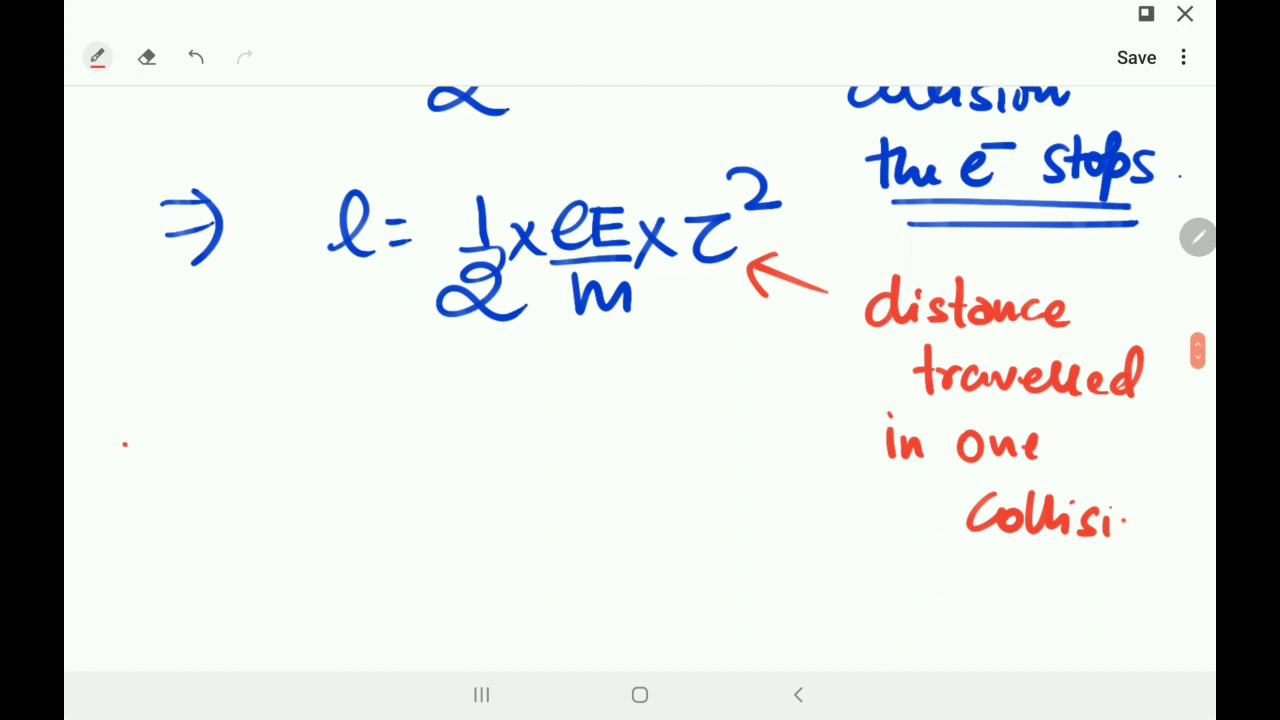 Save
collision
the e⁻ stops.
⇒ l = 1/2 x eE/m x τ²
distance
travelled
in one
Collisi